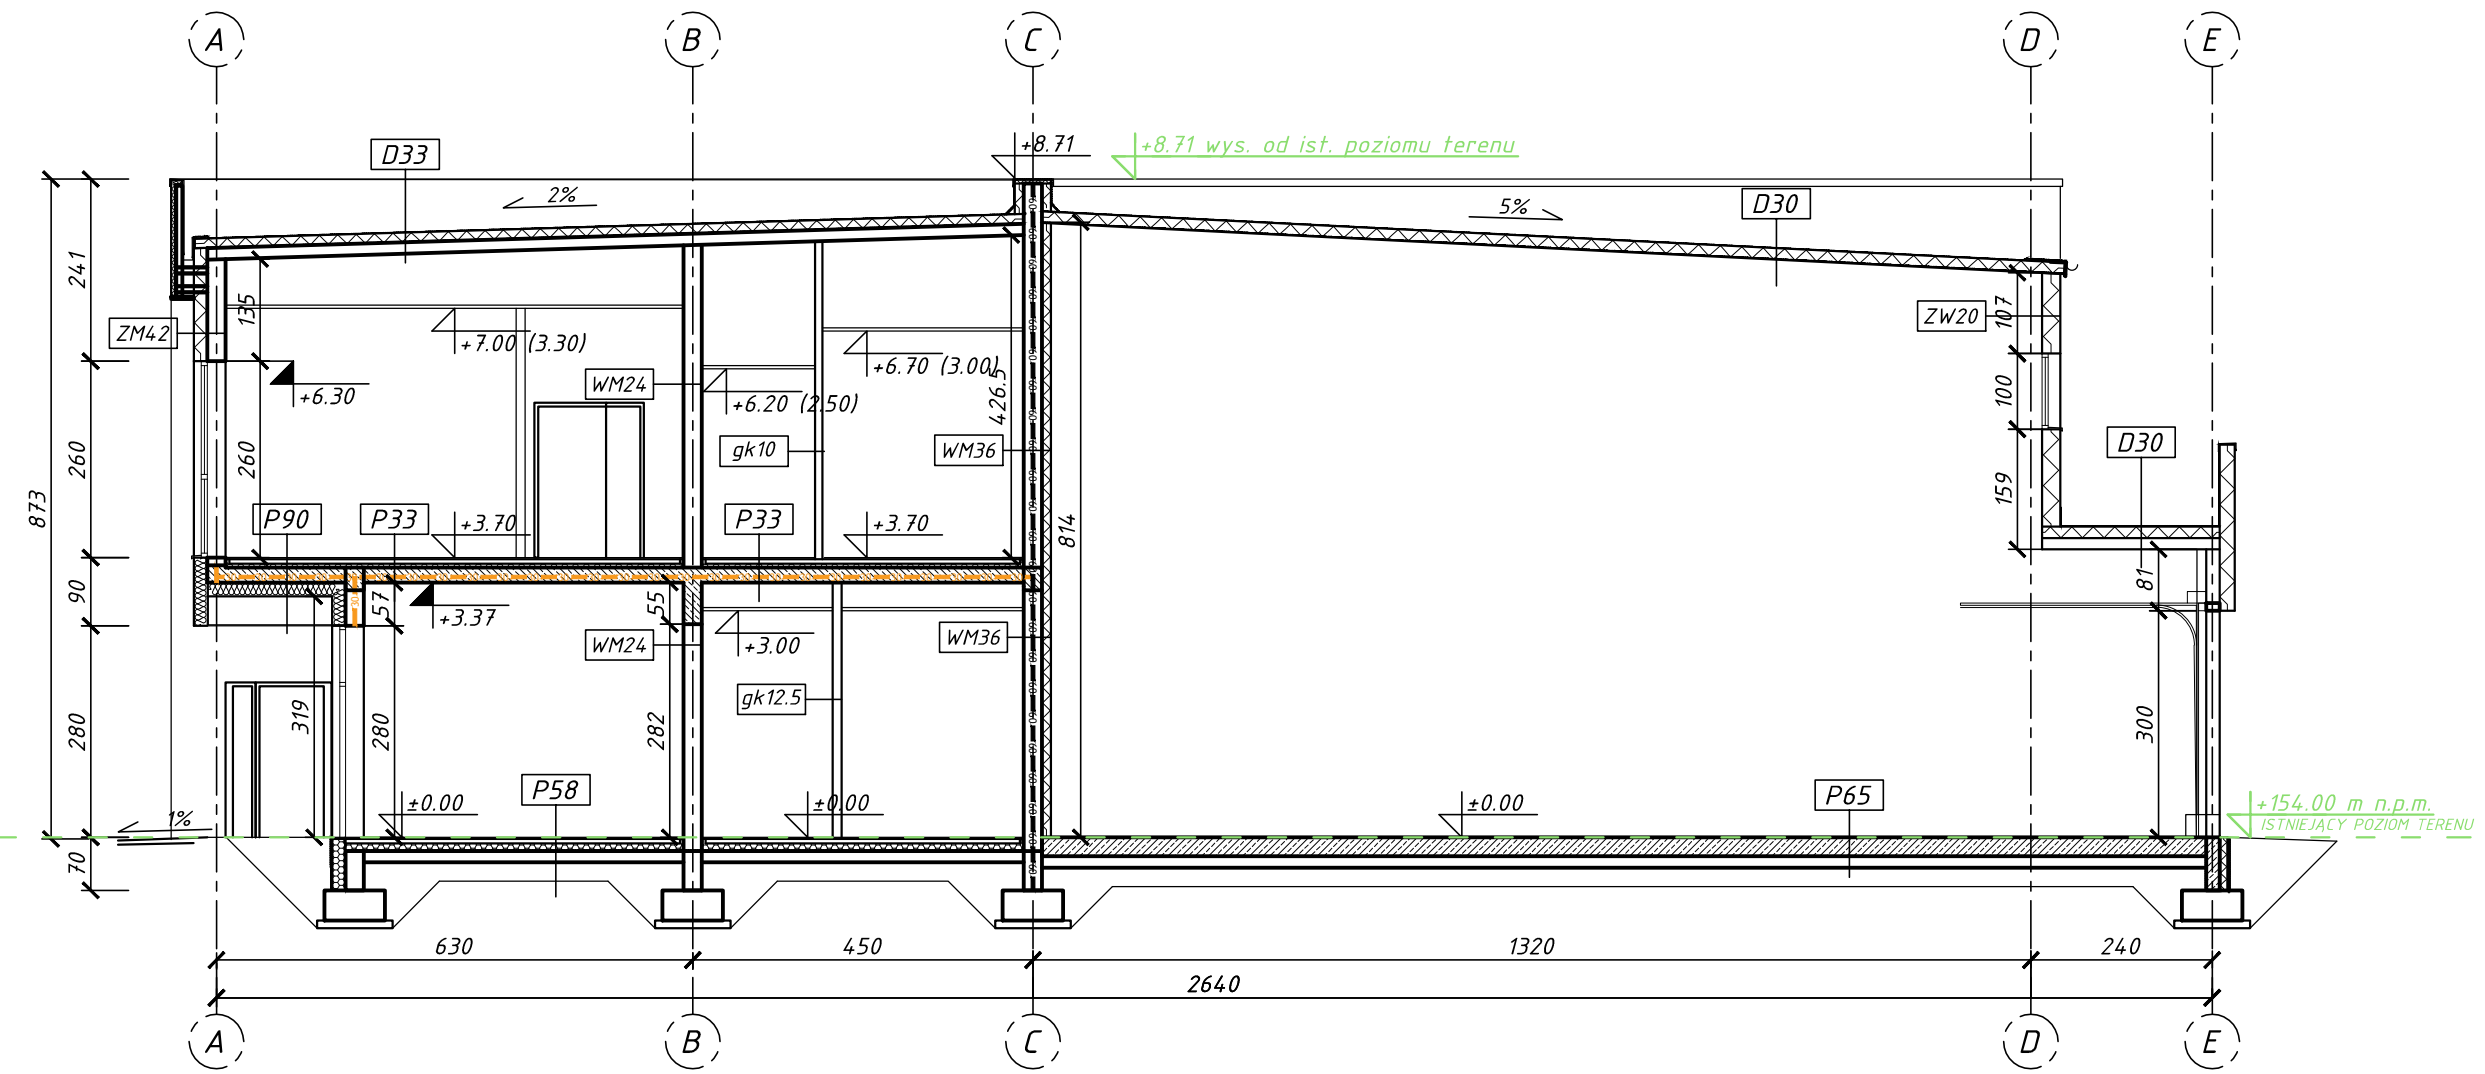 A B C D E
+8.71
+8.71 wys. od ist. poziomu terenu
D33
2%
5%
D30
241
135
ZM42
+7.00 (3.30)
+6.70 (3.00)
+6.30
WM24
+6.20 (2.50)
426.5
ZW20
107
100
159
D30
gk10
WM36
260
260
873
P90
P33
+3.70
P33
+3.70
814
90
57
+3.37
55
30
81
WM24
+3.00
WM36
gk12.5
280
319
280
282
300
1%
±0.00
P58
±0.00
±0.00
P65
+154.00 m n.p.m.
ISTNIEJĄCY POZIOM TERENU
70
630
450
1320
240
2640
A B C D E